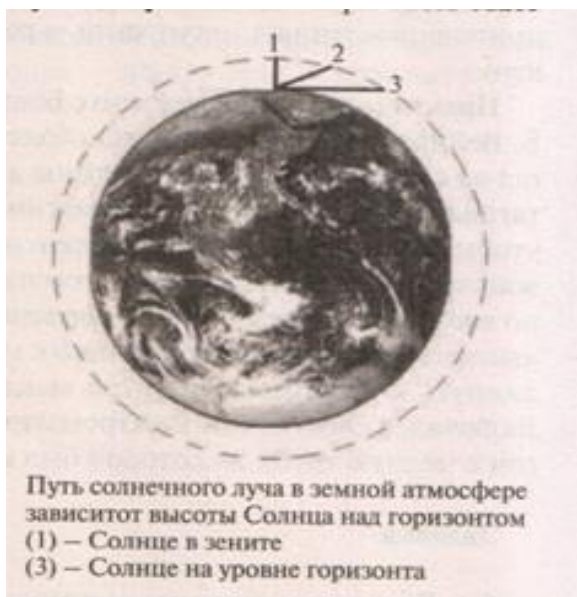 1
2
3
Путь солнечного луча в земной атмосфере
зависитот высоты Солнца над горизонтом
(1) – Солнце в зените
(3) – Солнце на уровне горизонта